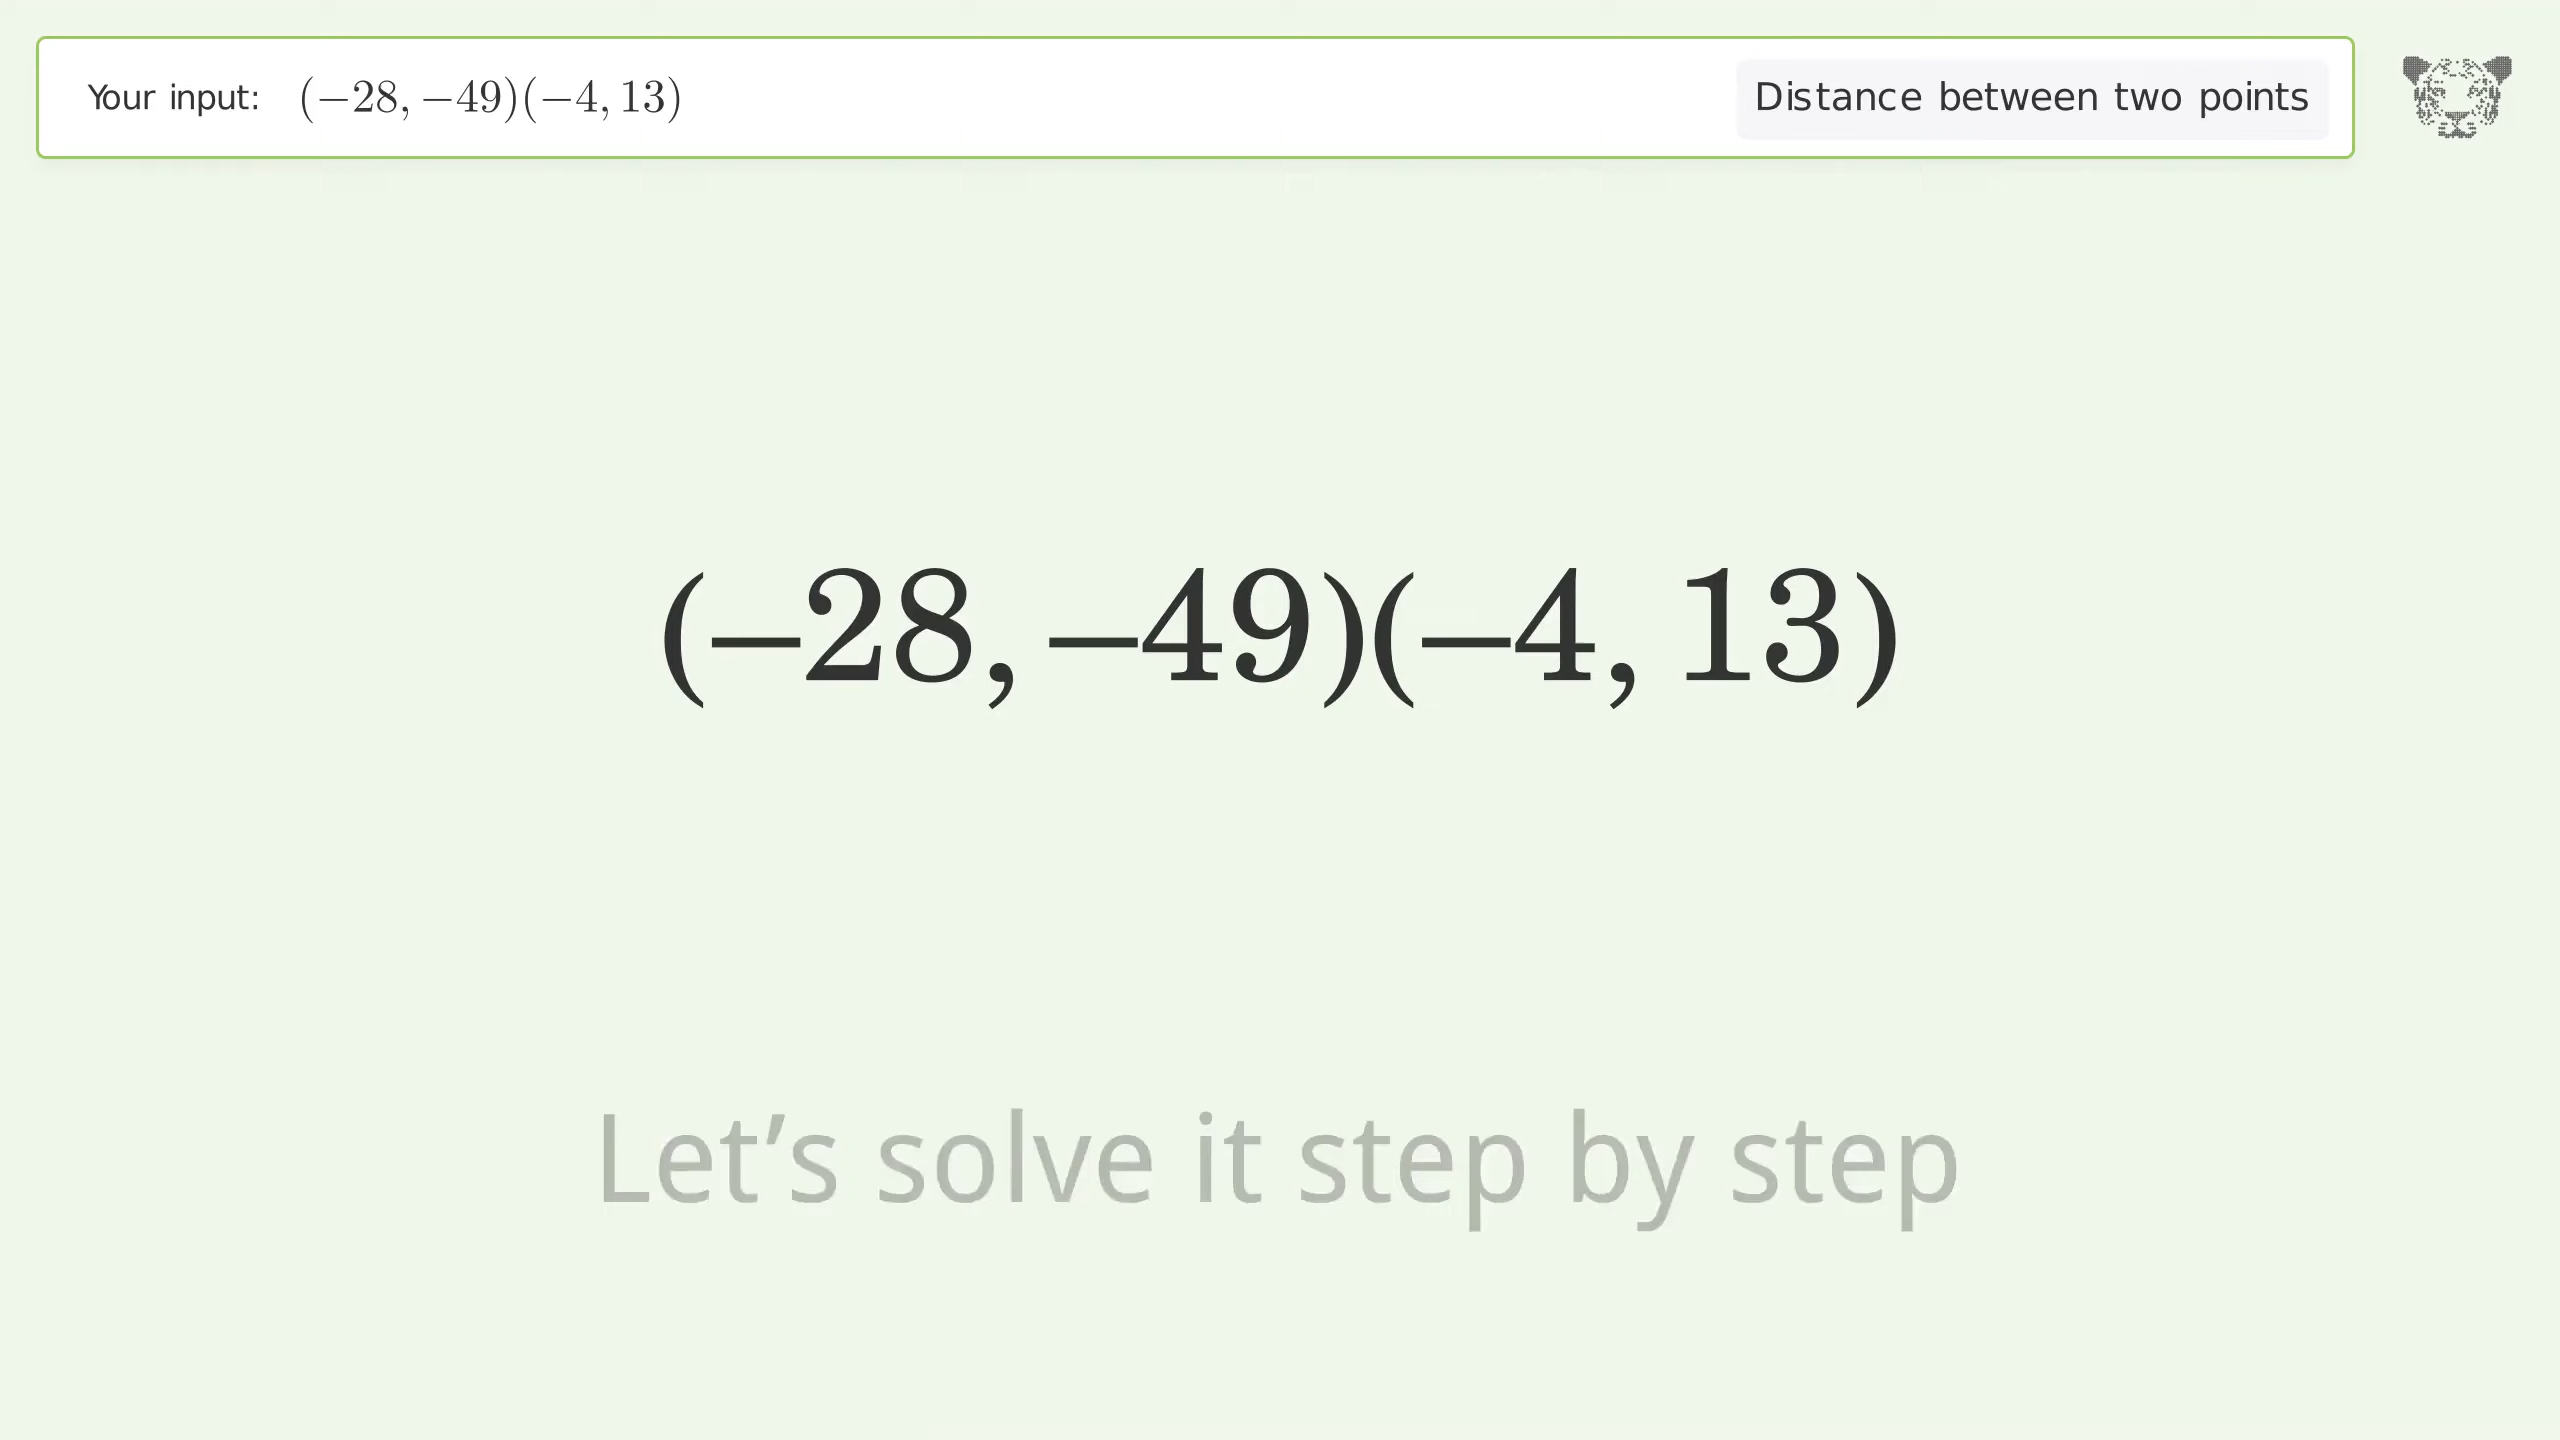 Your input: (−28, −49)(−4, 13) Distance between two points
(−28, −49)(−4, 13)
Let’s solve it step by step